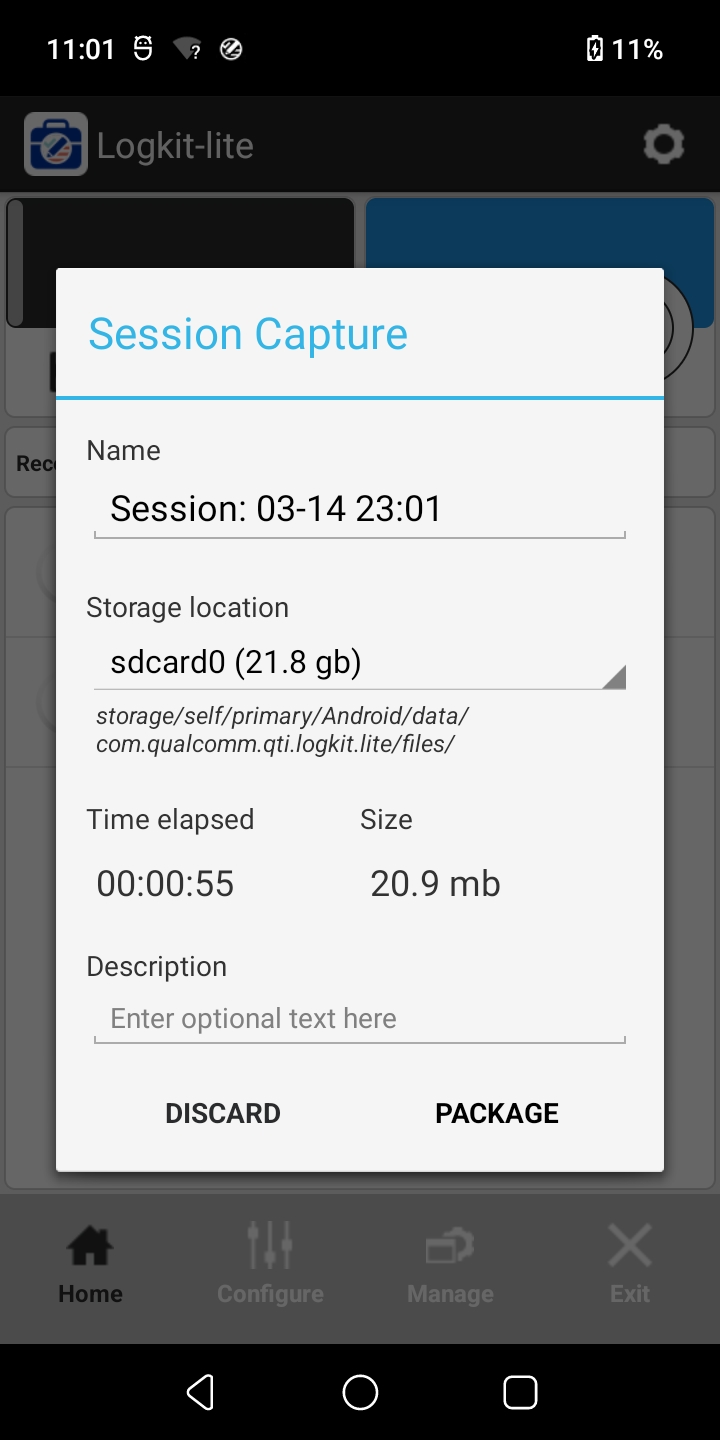 11:01
11%
Logkit-lite
Session Capture
Name
Rec
Session: 03-14 23:01
Storage location
sdcard0 (21.8 gb)
storage/self/primary/Android/data/
com.qualcomm.qti.logkit.lite/files/
Time elapsed Size
00:00:55 20.9 mb
Description
Enter optional text here
DISCARD PACKAGE
Home Configure Manage Exit